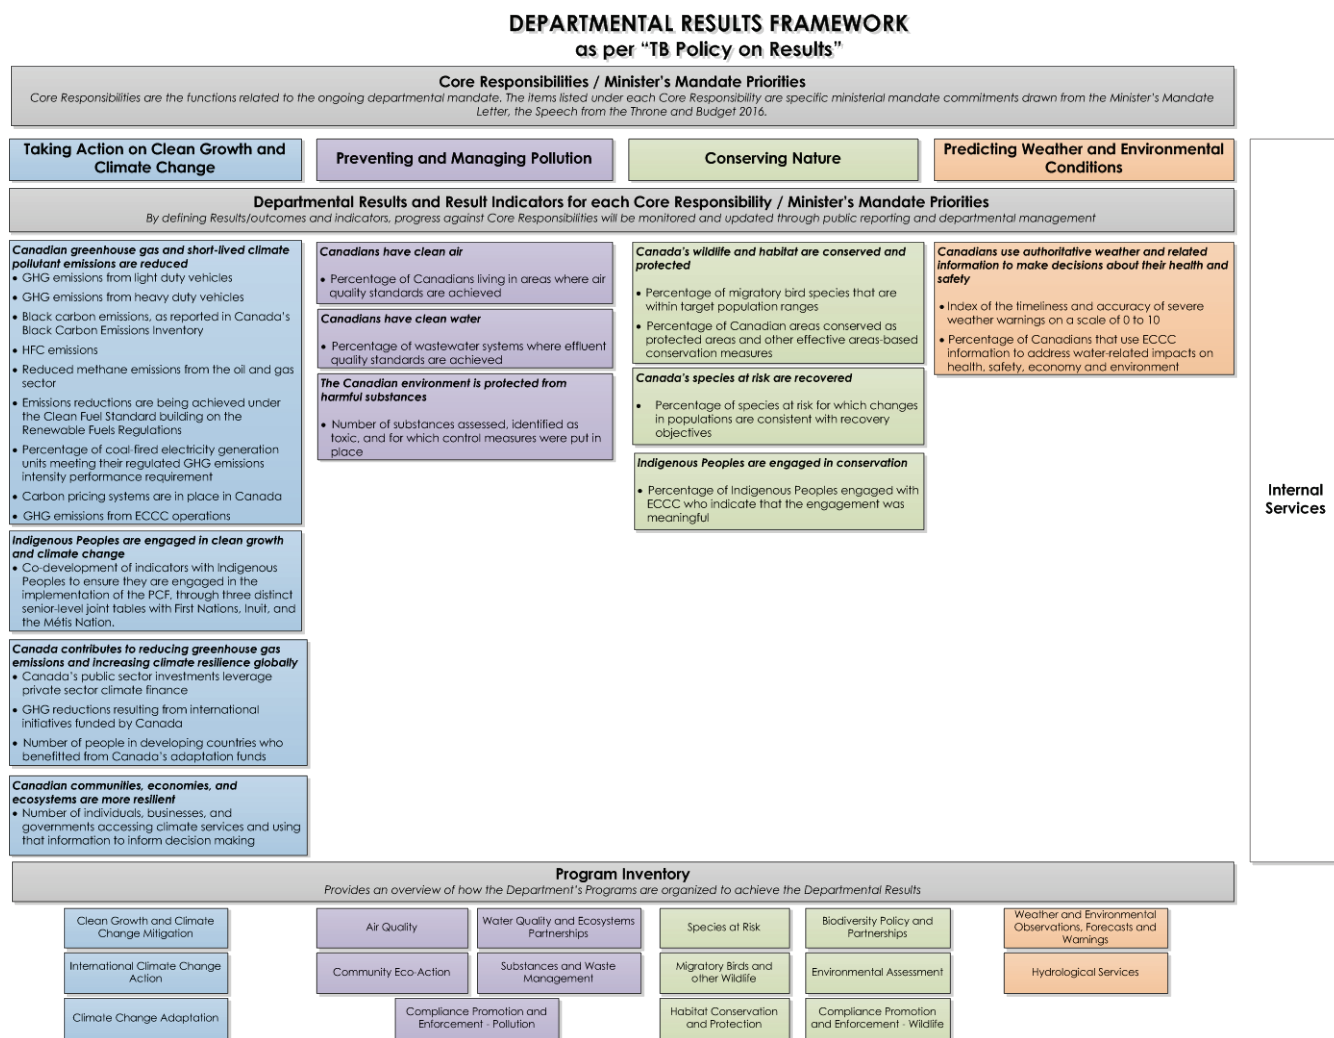 DEPARTMENTAL RESULTS FRAMEWORK
as per “TB Policy on Results”
Core Responsibilities / Minister’s Mandate Priorities
Core Responsibilities are the functions related to the ongoing departmental mandate. The items listed under each Core Responsibility are specific ministerial mandate commitments drawn from the Minister’s Mandate
Letter, the Speech from the Throne and Budget 2016.
Taking Action on Clean Growth and
Climate Change
Preventing and Managing Pollution
Conserving Nature
Predicting Weather and Environmental
Conditions
Departmental Results and Result Indicators for each Core Responsibility / Minister’s Mandate Priorities
By defining Results/outcomes and indicators, progress against Core Responsibilities will be monitored and updated through public reporting and departmental management
Canadian greenhouse gas and short-lived climate
pollutant emissions are reduced
• GHG emissions from light duty vehicles
• GHG emissions from heavy duty vehicles
• Black carbon emissions, as reported in Canada’s
Black Carbon Emissions Inventory
• HFC emissions
• Reduced methane emissions from the oil and gas
sector
• Emissions reductions are being achieved under
the Clean Fuel Standard building on the
Renewable Fuels Regulations
• Percentage of coal-fired electricity generation
units meeting their regulated GHG emissions
intensity performance requirement
• Carbon pricing systems are in place in Canada
• GHG emissions from ECCC operations
Indigenous Peoples are engaged in clean growth
and climate change
• Co-development of indicators with Indigenous
Peoples to ensure they are engaged in the
implementation of the PCF, through three distinct
senior-level joint tables with First Nations, Inuit, and
the Métis Nation.
Canada contributes to reducing greenhouse gas
emissions and increasing climate resilience globally
• Canada’s public sector investments leverage
private sector climate finance
• GHG reductions resulting from international
initiatives funded by Canada
• Number of people in developing countries who
benefitted from Canada’s adaptation funds
Canadian communities, economies, and
ecosystems are more resilient
• Number of individuals, businesses, and
governments accessing climate services and using
that information to inform decision making
Canadians have clean air
• Percentage of Canadians living in areas where air
quality standards are achieved
Canadians have clean water
• Percentage of wastewater systems where effluent
quality standards are achieved
The Canadian environment is protected from
harmful substances
• Number of substances assessed, identified as
toxic, and for which control measures were put in
place
Canada’s wildlife and habitat are conserved and
protected
• Percentage of migratory bird species that are
within target population ranges
• Percentage of Canadian areas conserved as
protected areas and other effective areas-based
conservation measures
Canada’s species at risk are recovered
• Percentage of species at risk for which changes
in populations are consistent with recovery
objectives
Indigenous Peoples are engaged in conservation
• Percentage of Indigenous Peoples engaged with
ECCC who indicate that the engagement was
meaningful
Canadians use authoritative weather and related
information to make decisions about their health and
safety
• Index of the timeliness and accuracy of severe
weather warnings on a scale of 0 to 10
• Percentage of Canadians that use ECCC
information to address water-related impacts on
health, safety, economy and environment
Internal
Services
Program Inventory
Provides an overview of how the Department’s Programs are organized to achieve the Departmental Results
Clean Growth and Climate
Change Mitigation
International Climate Change
Action
Climate Change Adaptation
Air Quality
Water Quality and Ecosystems
Partnerships
Community Eco-Action
Substances and Waste
Management
Compliance Promotion and
Enforcement - Pollution
Species at Risk
Biodiversity Policy and
Partnerships
Migratory Birds and
other Wildlife
Environmental Assessment
Habitat Conservation
and Protection
Compliance Promotion
and Enforcement - Wildlife
Weather and Environmental
Observations, Forecasts and
Warnings
Hydrological Services